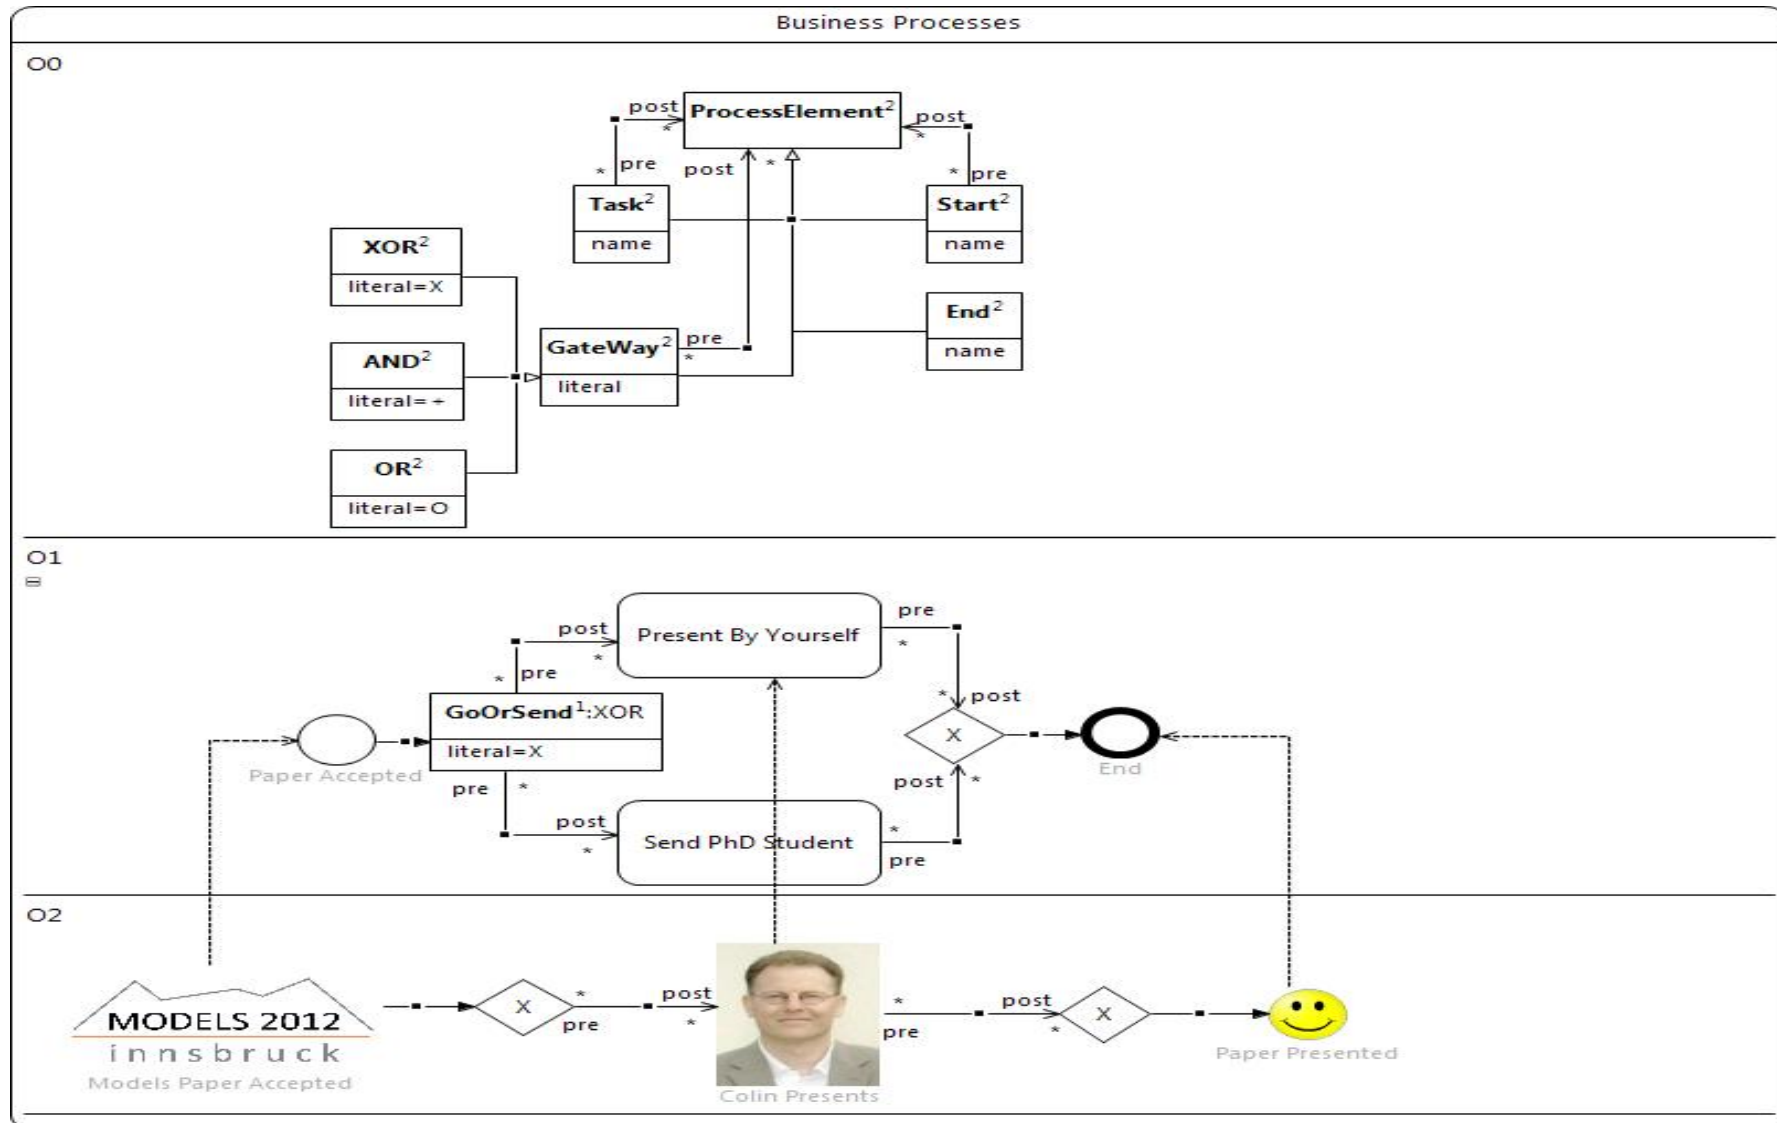 Business Processes
O0
post
ProcessElement2
post
*
*
pre
*
post
*
*
pre
*
Task2
name
Start2
name
XOR2
literal=X
End2
name
GateWay2
literal
pre
*
AND2
literal=+
OR2
literal=O
O1
post
*
Present By Yourself
pre
*
pre
*
GoOrSend1:XOR
literal=X
*
post
X
Paper Accepted
End
pre
*
post
*
post
*
Send PhD Student
*
pre
O2
MODELS 2012
innsbruck
Models Paper Accepted
X
*
pre
post
*
Colin Presents
*
pre
post
*
X
Paper Presented